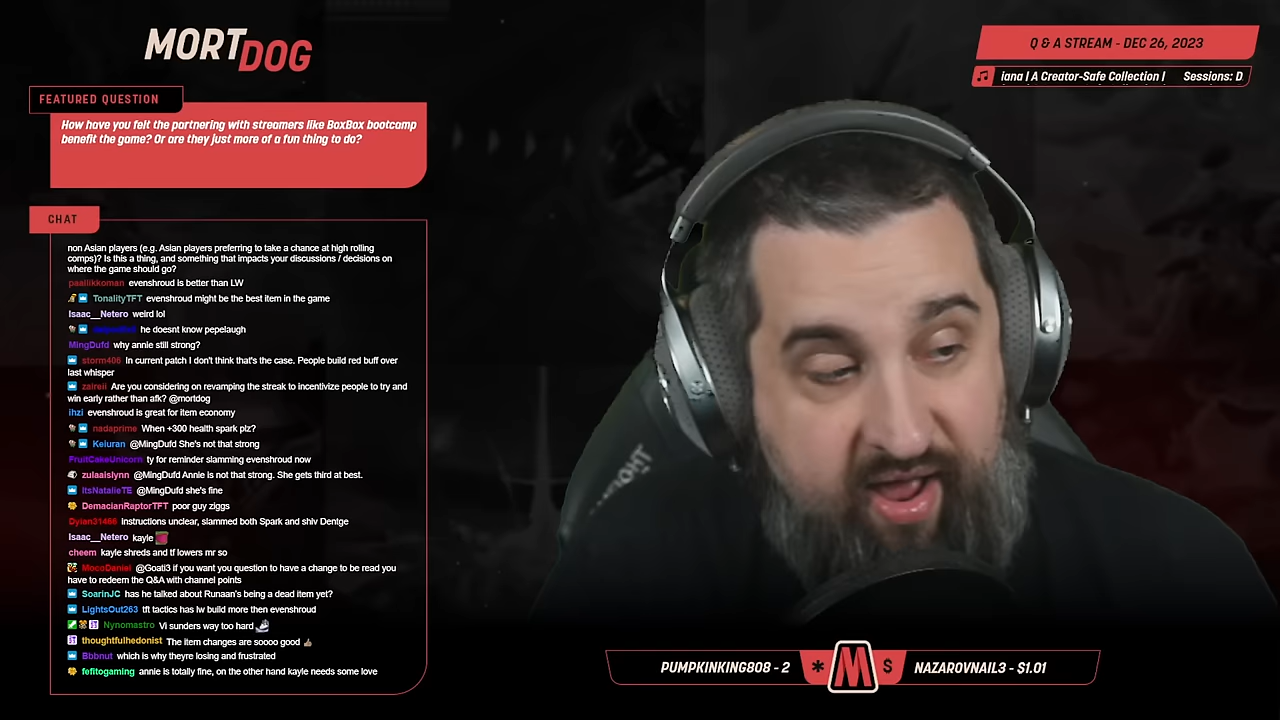 MORTDOG
Q & A STREAM - DEC 26, 2023
iana | A Creator-Safe Collection | Sessions: D
FEATURED QUESTION
How have you felt the partnering with streamers like BoxBox bootcamp
benefit the game? Or are they just more of a fun thing to do?
CHAT
non Asian players (e.g. Asian players preferring to take a chance at high rolling
comps)? Is this a thing, and something that impacts your discussions / decisions on
where the game should go?
paallikkoman evenshroud is better than LW
TonalityTFT evenshroud might be the best item in the game
Isaac__Netero weird lol
he doesnt know pepelaugh
MingDufd why annie still strong?
storm406 In current patch I don't think that's the case. People build red buff over
last whisper
zaireii Are you considering on revamping the streak to incentivize people to try and
win early rather than afk? @mortdog
ihzi evenshroud is great for item economy
nadaprime When +300 health spark plz?
Keiuran @MingDufd She's not that strong
FruitCakeUnicorn ty for reminder slamming evenshroud now
zulaaislynn @MingDufd Annie is not that strong. She gets third at best.
ItsNatalieTE @MingDufd she's fine
DemacianRaptorTFT poor guy ziggs
Dylan31466 Instructions unclear, slammed both Spark and shiv Dentge
Isaac__Netero kayle
cheem kayle shreds and tf lowers mr so
MocoDaniel @Goati3 if you want you question to have a change to be read you
have to redeem the Q&A with channel points
SoarinJC has he talked about Runaan's being a dead item yet?
LightsOut263 tft tactics has lw build more then evenshroud
Nynomastro Vi sunders way too hard
thoughtfulhedonist The item changes are soooo good
Bbbnut which is why theyre losing and frustrated
fefitogaming annie is totally fine, on the other hand kayle needs some love
PUMPKINKING808 - 2 * M $ NAZAROVNAIL3 - $1.01